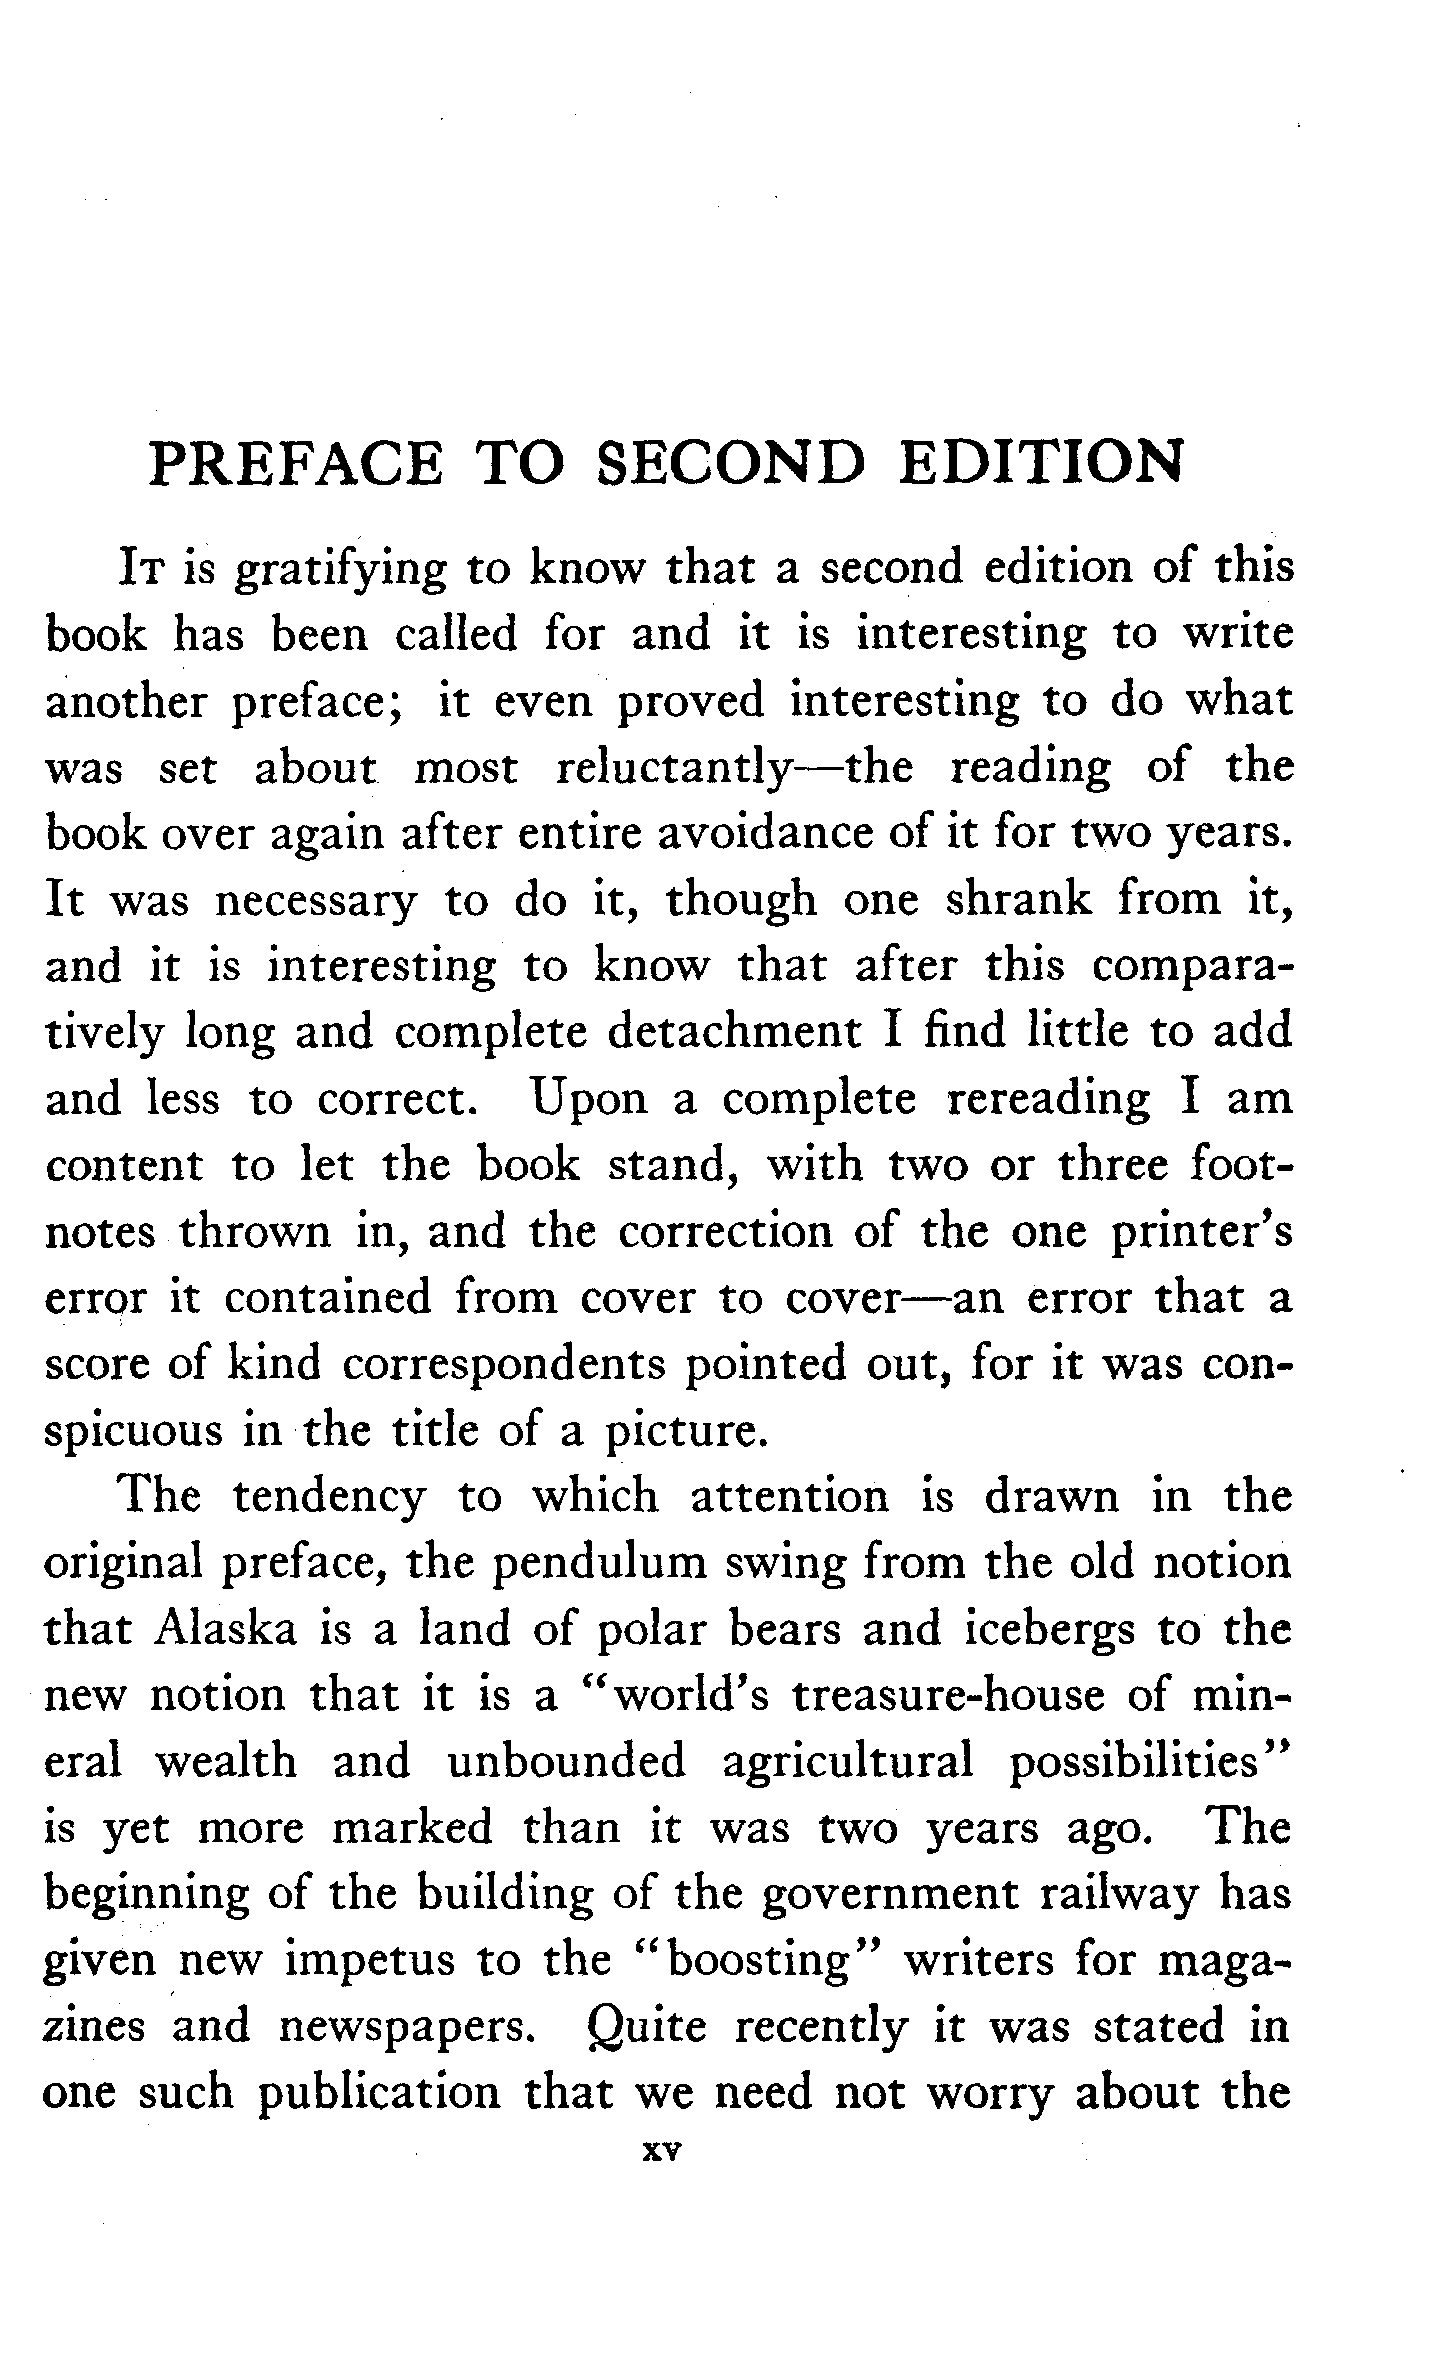 PREFACE TO SECOND EDITION
It is gratifying to know that a second edition of this
book has been called for and it is interesting to write
another preface; it even proved interesting to do what
was set about most reluctantly—the reading of the
book over again after entire avoidance of it for two years.
It was necessary to do it, though one shrank from it,
and it is interesting to know that after this compara-
tively long and complete detachment I find little to add
and less to correct. Upon a complete rereading I am
content to let the book stand, with two or three foot-
notes thrown in, and the correction of the one printer's
error it contained from cover to cover—an error that a
score of kind correspondents pointed out, for it was con-
spicuous in the title of a picture.
The tendency to which attention is drawn in the
original preface, the pendulum swing from the old notion
that Alaska is a land of polar bears and icebergs to the
new notion that it is a "world's treasure-house of min-
eral wealth and unbounded agricultural possibilities"
is yet more marked than it was two years ago. The
beginning of the building of the government railway has
given new impetus to the "boosting" writers for maga-
zines and newspapers. Quite recently it was stated in
one such publication that we need not worry about the
xv